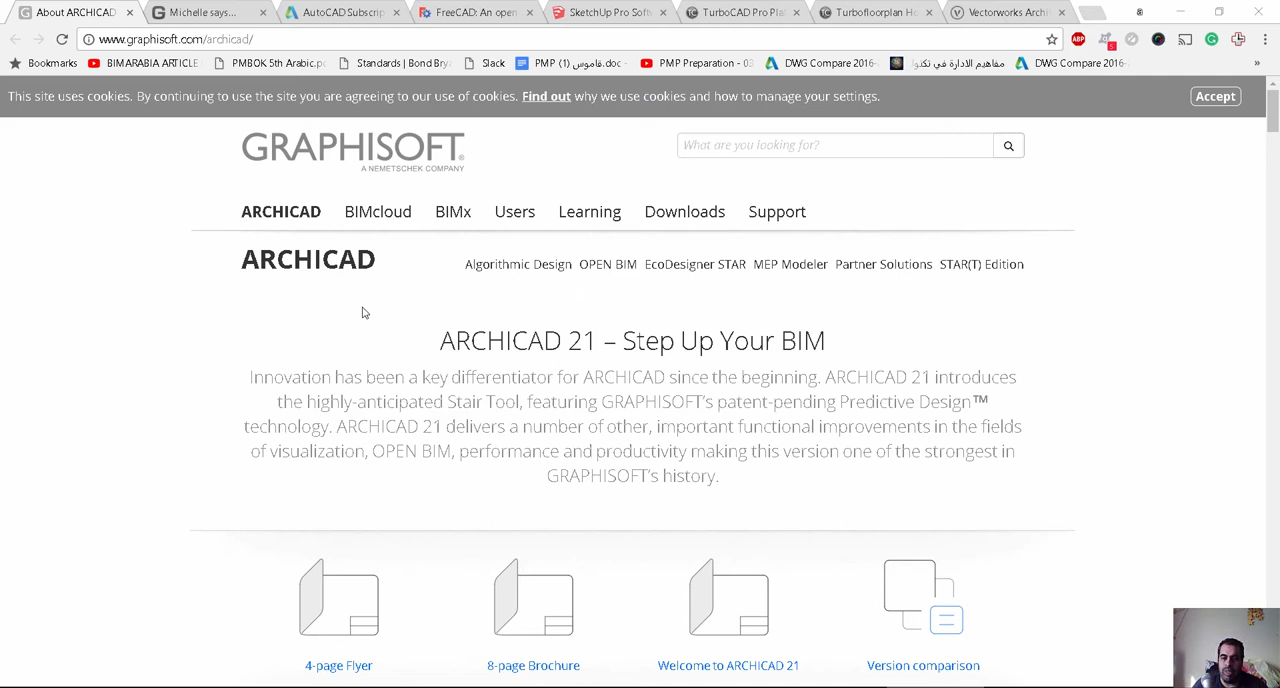 About ARCHICAD
Michelle says...
AutoCAD Subscrip
FreeCAD: An open
SketchUp Pro Softw
TurboCAD Pro Pla
Turbofloorplan Ho
Vectorworks Archi
www.graphisoft.com/archicad/
ABP
5
Bookmarks
BIMARABIA ARTICLE
PMBOK 5th Arabic.p
Standards | Bond Bry
Slack
قاموس (1) PMP.doc
PMP Preparation - 03
DWG Compare 2016-
مفاهيم الادارة في تكنو
DWG Compare 2016-
»
This site uses cookies. By continuing to use the site you are agreeing to our use of cookies. Find out why we use cookies and how to manage your settings.
Accept
GRAPHISOFT®
A NEMETSCHEK COMPANY
What are you looking for?
ARCHICAD BIMcloud BIMx Users Learning Downloads Support
ARCHICAD
Algorithmic Design OPEN BIM EcoDesigner STAR MEP Modeler Partner Solutions STAR(T) Edition
ARCHICAD 21 – Step Up Your BIM
Innovation has been a key differentiator for ARCHICAD since the beginning. ARCHICAD 21 introduces
the highly-anticipated Stair Tool, featuring GRAPHISOFT's patent-pending Predictive Design™
technology. ARCHICAD 21 delivers a number of other, important functional improvements in the fields
of visualization, OPEN BIM, performance and productivity making this version one of the strongest in
GRAPHISOFT's history.
4-page Flyer
8-page Brochure
Welcome to ARCHICAD 21
Version comparison